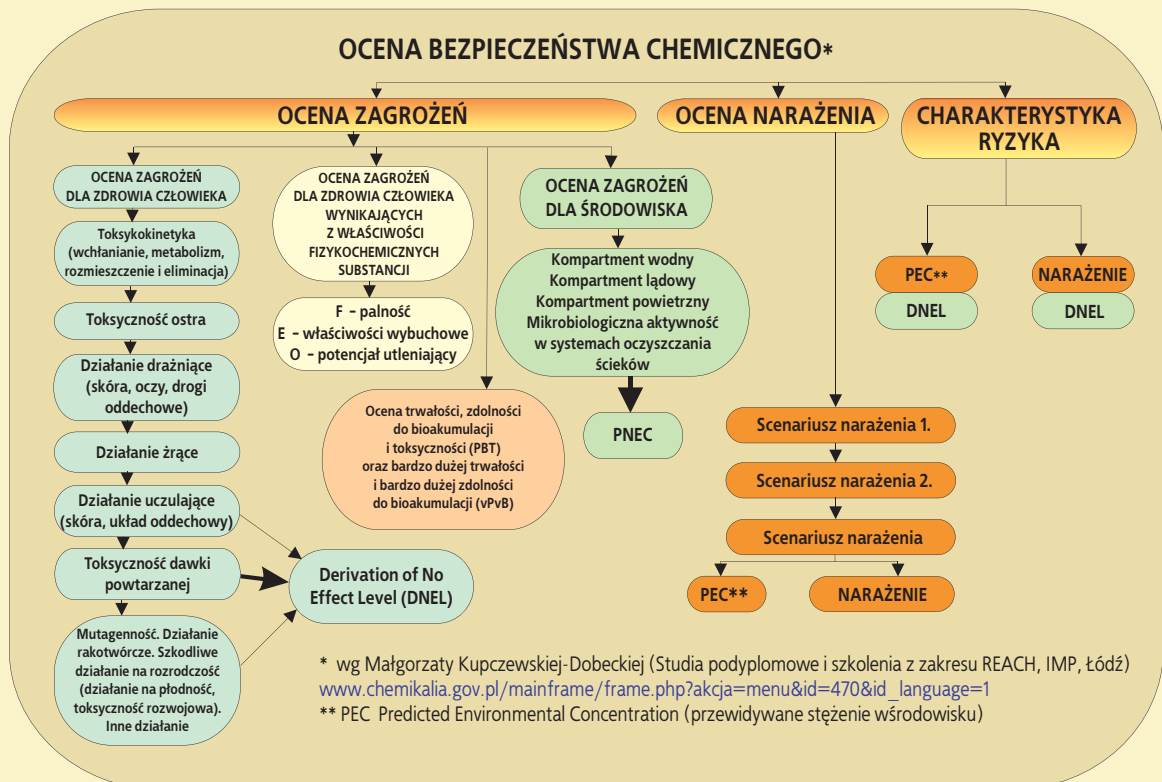 OCENA BEZPIECZEŃSTWA CHEMICZNEGO*
OCENA ZAGROŻEŃ
OCENA ZAGROŻEŃ
DLA ZDROWIA CZŁOWIEKA
Toksykokinetyka
(wchłanianie, metabolizm,
rozmieszczenie i eliminacja)
Toksyczność ostra
Działanie drażniące
(skóra, oczy, drogi
oddechowe)
Działanie żrące
Działanie uczulające
(skóra, układ oddechowy)
Toksyczność dawki
powtarzanej
Mutagenność. Działanie
rakotwórcze. Szkodliwe
działanie na rozrodczość
(działanie na płodność,
toksyczność rozwojowa).
Inne działanie
Derivation of No
Effect Level (DNEL)
OCENA ZAGROŻEŃ
DLA ZDROWIA CZŁOWIEKA
WYNIKAJĄCYCH
Z WŁAŚCIWOŚCI
FIZYKOCHEMICZNYCH
SUBSTANCJI
F – palność
E – właściwości wybuchowe
O – potencjał utleniający
Ocena trwałości, zdolności
do bioakumulacji
i toksyczności (PBT)
oraz bardzo dużej trwałości
i bardzo dużej zdolności
do bioakumulacji (vPvB)
OCENA ZAGROŻEŃ
DLA ŚRODOWISKA
Kompartment wodny
Kompartment lądowy
Kompartment powietrzny
Mikrobiologiczna aktywność
w systemach oczyszczania
ścieków
PNEC
OCENA NARAŻENIA
Scenariusz narażenia 1.
Scenariusz narażenia 2.
Scenariusz narażenia
PEC**
NARAŻENIE
CHARAKTERYSTYKA
RYZYKA
PEC**
DNEL
NARAŻENIE
DNEL
* wg Małgorzaty Kupczewskiej-Dobeckiej (Studia podyplomowe i szkolenia z zakresu REACH, IMP, Łódź)
www.chemikalia.gov.pl/mainframe/frame.php?akcja=menu&id=470&id_language=1
** PEC Predicted Environmental Concentration (przewidywane stężenie wśrodowisku)